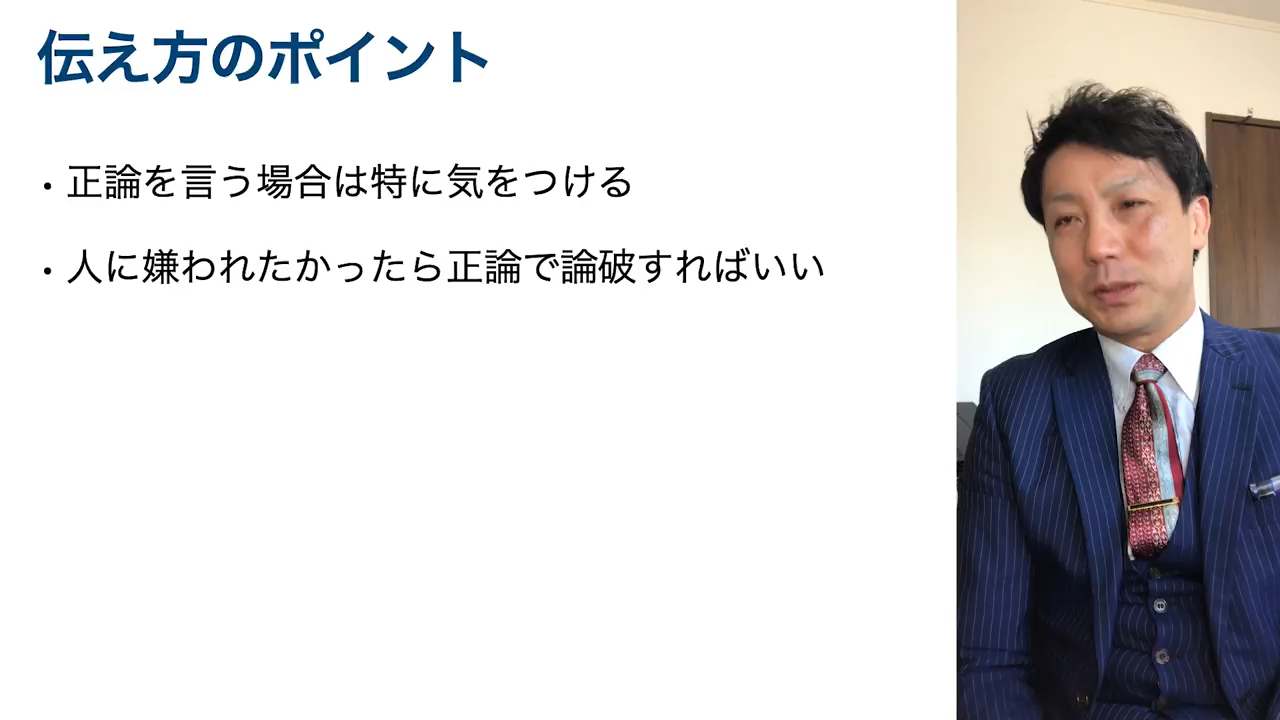 伝え方のポイント
・正論を言う場合は特に気をつける
・人に嫌われたかったら正論で論破すればいい